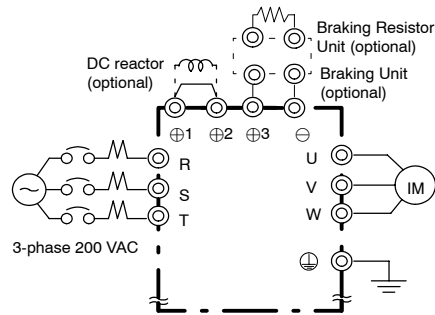 Braking Resistor
Unit (optional)
DC reactor
(optional)
Braking Unit
(optional)
⊕1 ⊕2 ⊕3 ⊖
R
S
T
U
V
W
IM
~
3-phase 200 VAC